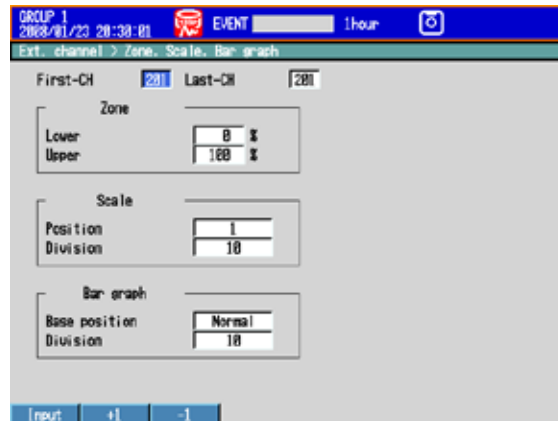 GROUP 1
2008/01/23 20:30:01 EVENT 1hour
Ext. channel > Zone. Scale. Bar graph
First-CH 201 Last-CH 201
Zone
Lower 0 %
Upper 100 %
Scale
Position 1
Division 10
Bar graph
Base position Normal
Division 10
Input +1 -1